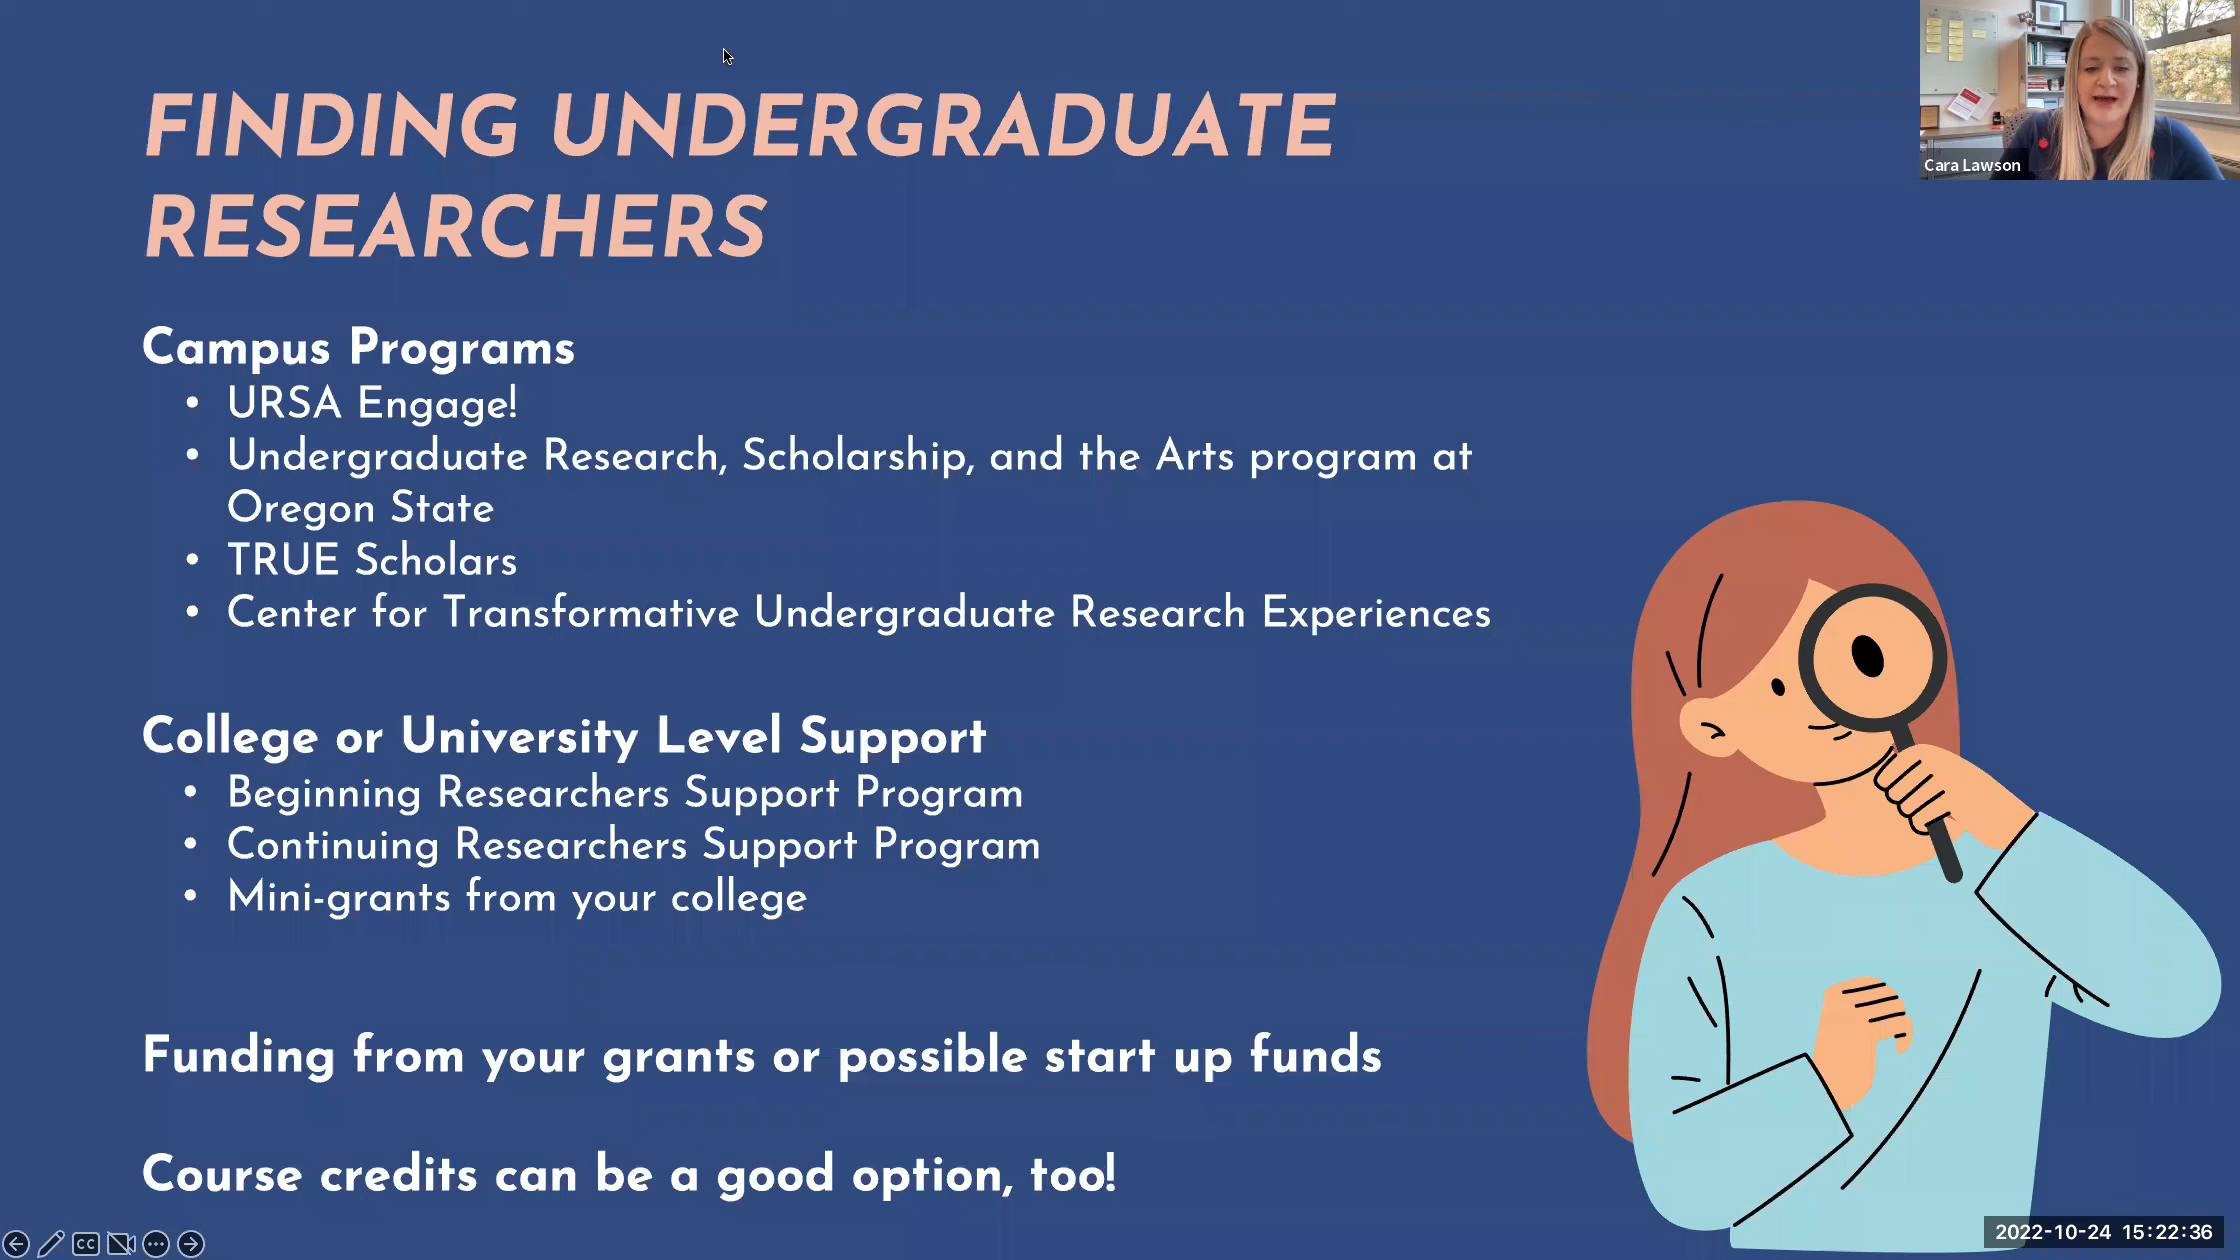 FINDING UNDERGRADUATE
RESEARCHERS
Cara Lawson
Campus Programs
• URSA Engage!
• Undergraduate Research, Scholarship, and the Arts program at
Oregon State
• TRUE Scholars
• Center for Transformative Undergraduate Research Experiences
College or University Level Support
• Beginning Researchers Support Program
• Continuing Researchers Support Program
• Mini-grants from your college
Funding from your grants or possible start up funds
Course credits can be a good option, too!
CC
2022-10-24 15:22:36